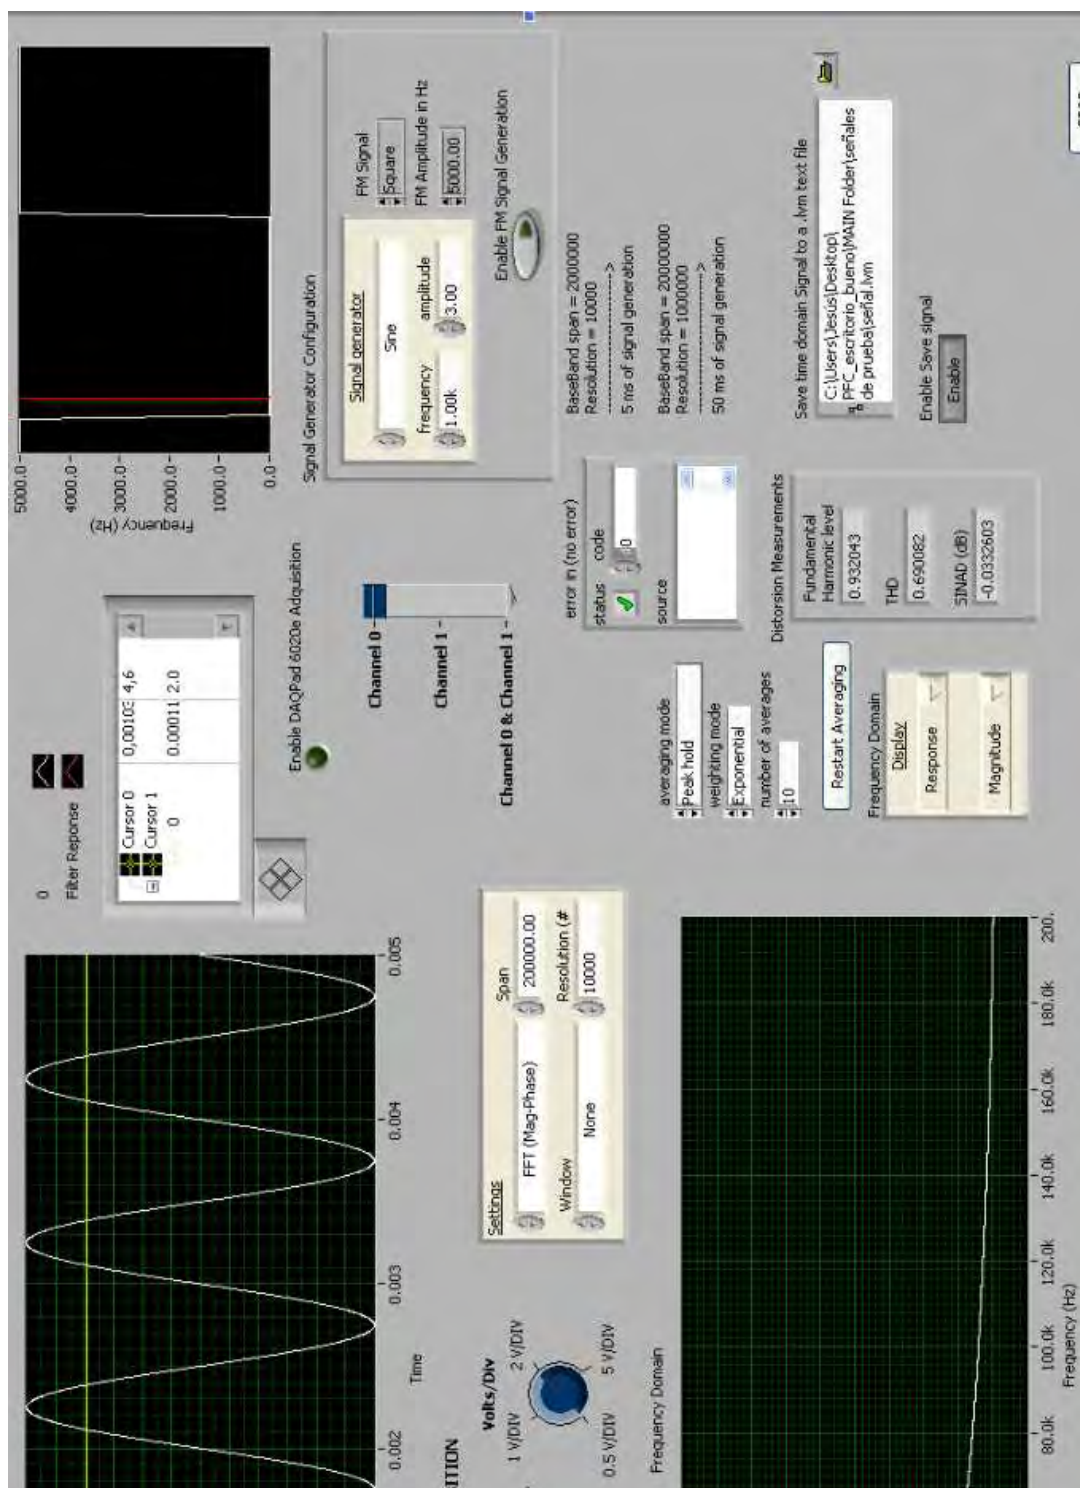 0
Filter Reponse
Cursor 0 0,00103 4,6
Cursor 1 0.00011 2.0
0
5000.0
4000.0
3000.0
2000.0
1000.0
0.0
Frequency (Hz)
0.002
0.003
0.004
0.005
Time
Enable DAQPad 6020e Adquisition
Channel 0
Channel 1
Channel 0 & Channel 1
Signal Generator Configuration
Signal generator
Sine
frequency
1.00k
amplitude
3.00
FM Signal
Square
FM Amplitude in Hz
5000.00
Enable FM Signal Generation
ITION
Volts/Div
1 V/DIV
2 V/DIV
0.5 V/DIV
5 V/DIV
Settings
FFT (Mag-Phase)
Span
200000.00
Window
None
Resolution (#
10000
averaging mode
Peak hold
weighting mode
Exponential
number of averages
10
Restart Averaging
error in (no error)
status
code
0
source
BaseBand span = 2000000
Resolution = 10000
--------------------->
5 ms of signal generation
BaseBand span = 20000000
Resolution = 1000000
--------------------->
50 ms of signal generation
Frequency Domain
Display
Response
Magnitude
Distorsion Measurements
Fundamental
Harmonic level
0.932043
THD
0.690082
SINAD (dB)
-0.0332603
Save time domain Signal to a .lvm text file
C:\Users\Jesús\Desktop\
PFC_escritorio_bueno\MAIN Folder\señales
de prueba\señal.lvm
Enable Save signal
Enable
Frequency Domain
80.0k
100.0k
120.0k
140.0k
160.0k
180.0k
200.
Frequency (Hz)